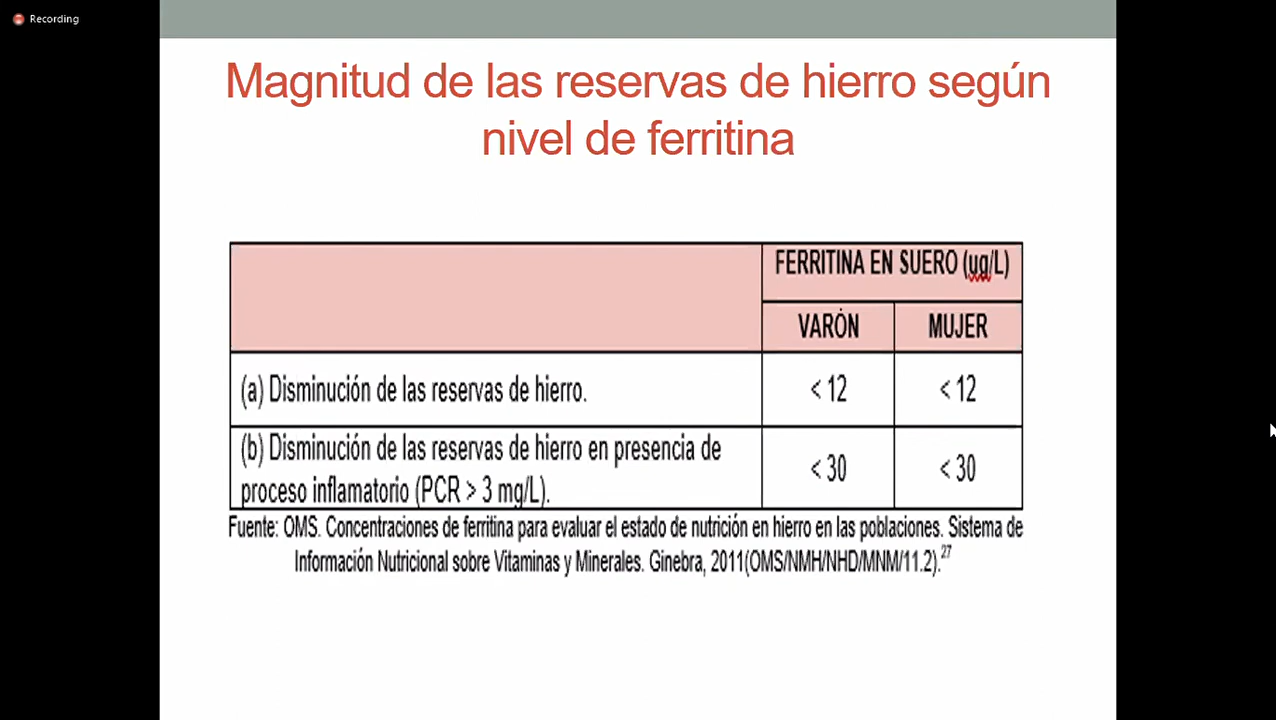 Recording
Magnitud de las reservas de hierro según
nivel de ferritina
FERRITINA EN SUERO (ug/L)
VARÓN
MUJER
(a) Disminución de las reservas de hierro.
< 12
< 12
(b) Disminución de las reservas de hierro en presencia de
proceso inflamatorio (PCR > 3 mg/L).
< 30
< 30
Fuente: OMS. Concentraciones de ferritina para evaluar el estado de nutrición en hierro en las poblaciones. Sistema de
Información Nutricional sobre Vitaminas y Minerales. Ginebra, 2011(OMS/NMH/NHD/MNM/11.2).27